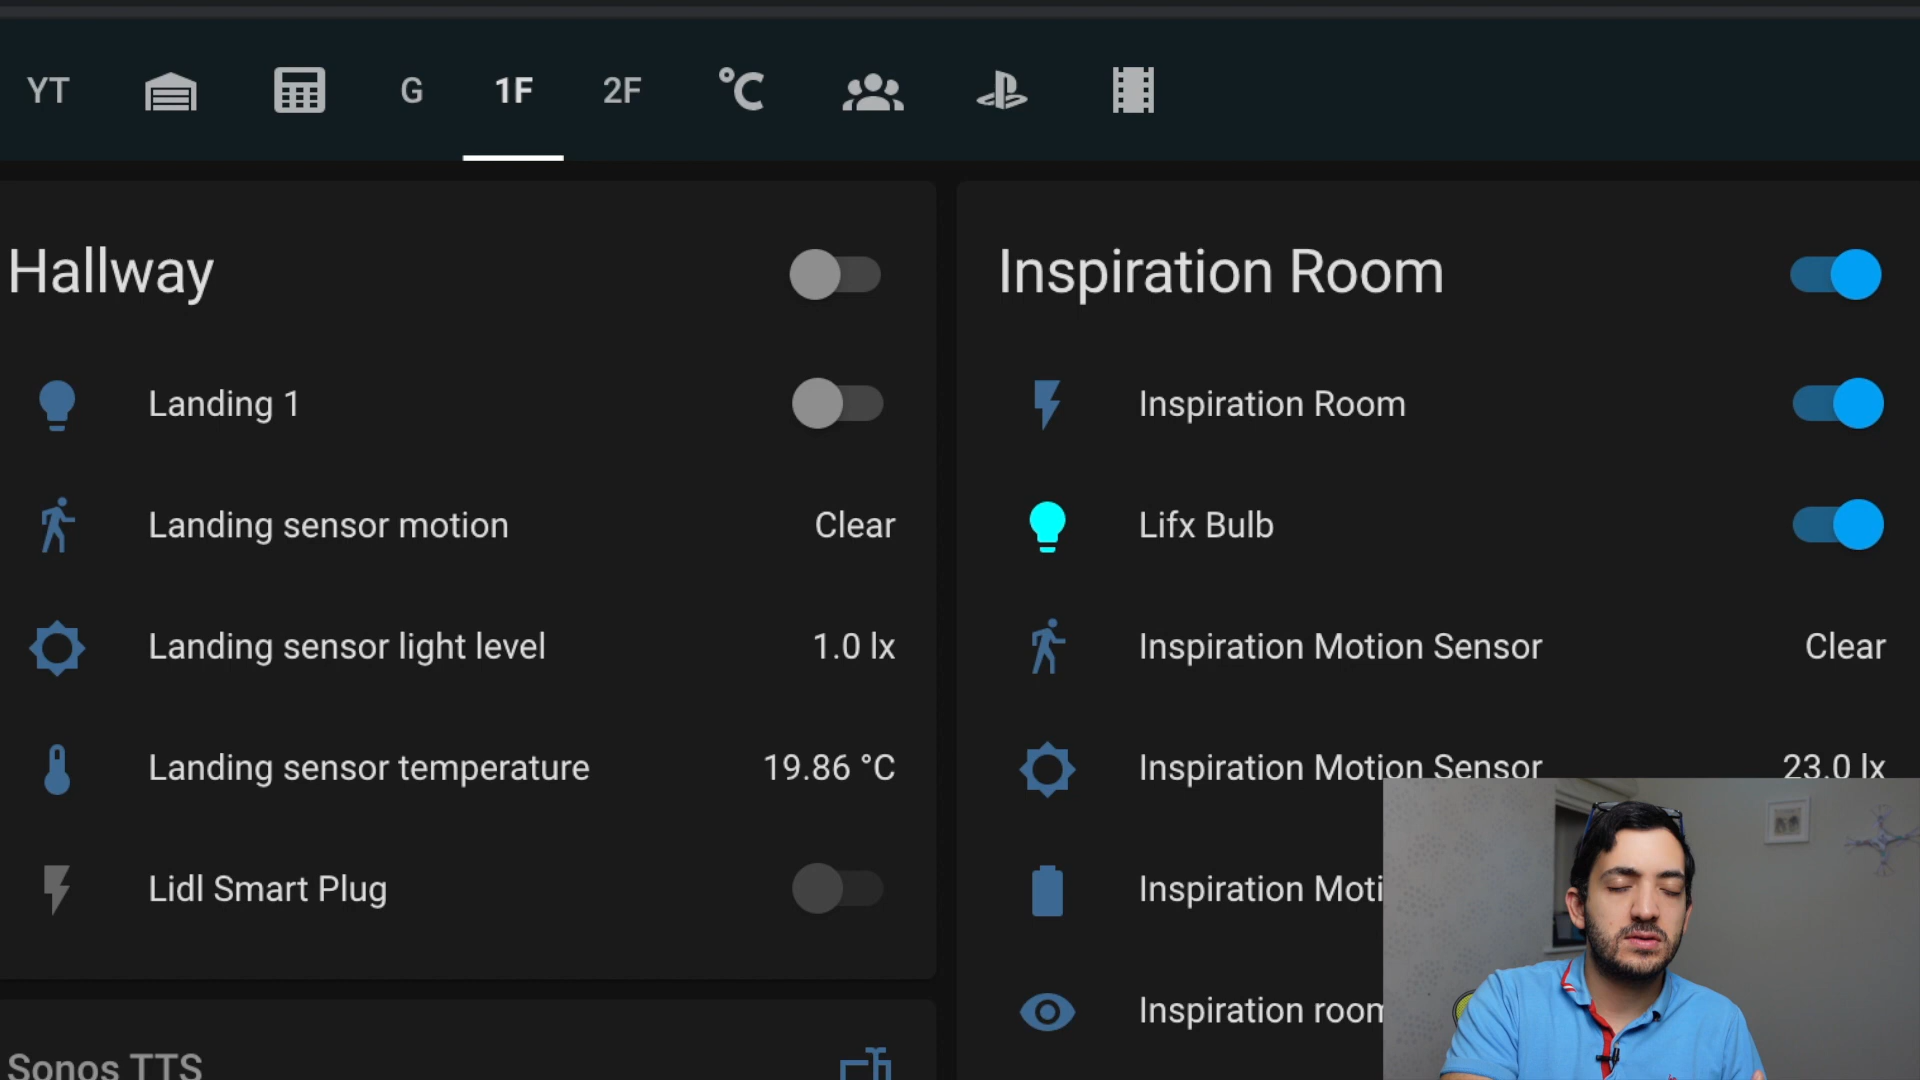 YT G 1F 2F °C
Hallway
Landing 1
Landing sensor motion Clear
Landing sensor light level 1.0 lx
Landing sensor temperature 19.86 °C
Lidl Smart Plug
Sonos TTS
Inspiration Room
Inspiration Room
Lifx Bulb
Inspiration Motion Sensor Clear
Inspiration Motion Sensor 23.0 lx
Inspiration Moti
Inspiration room